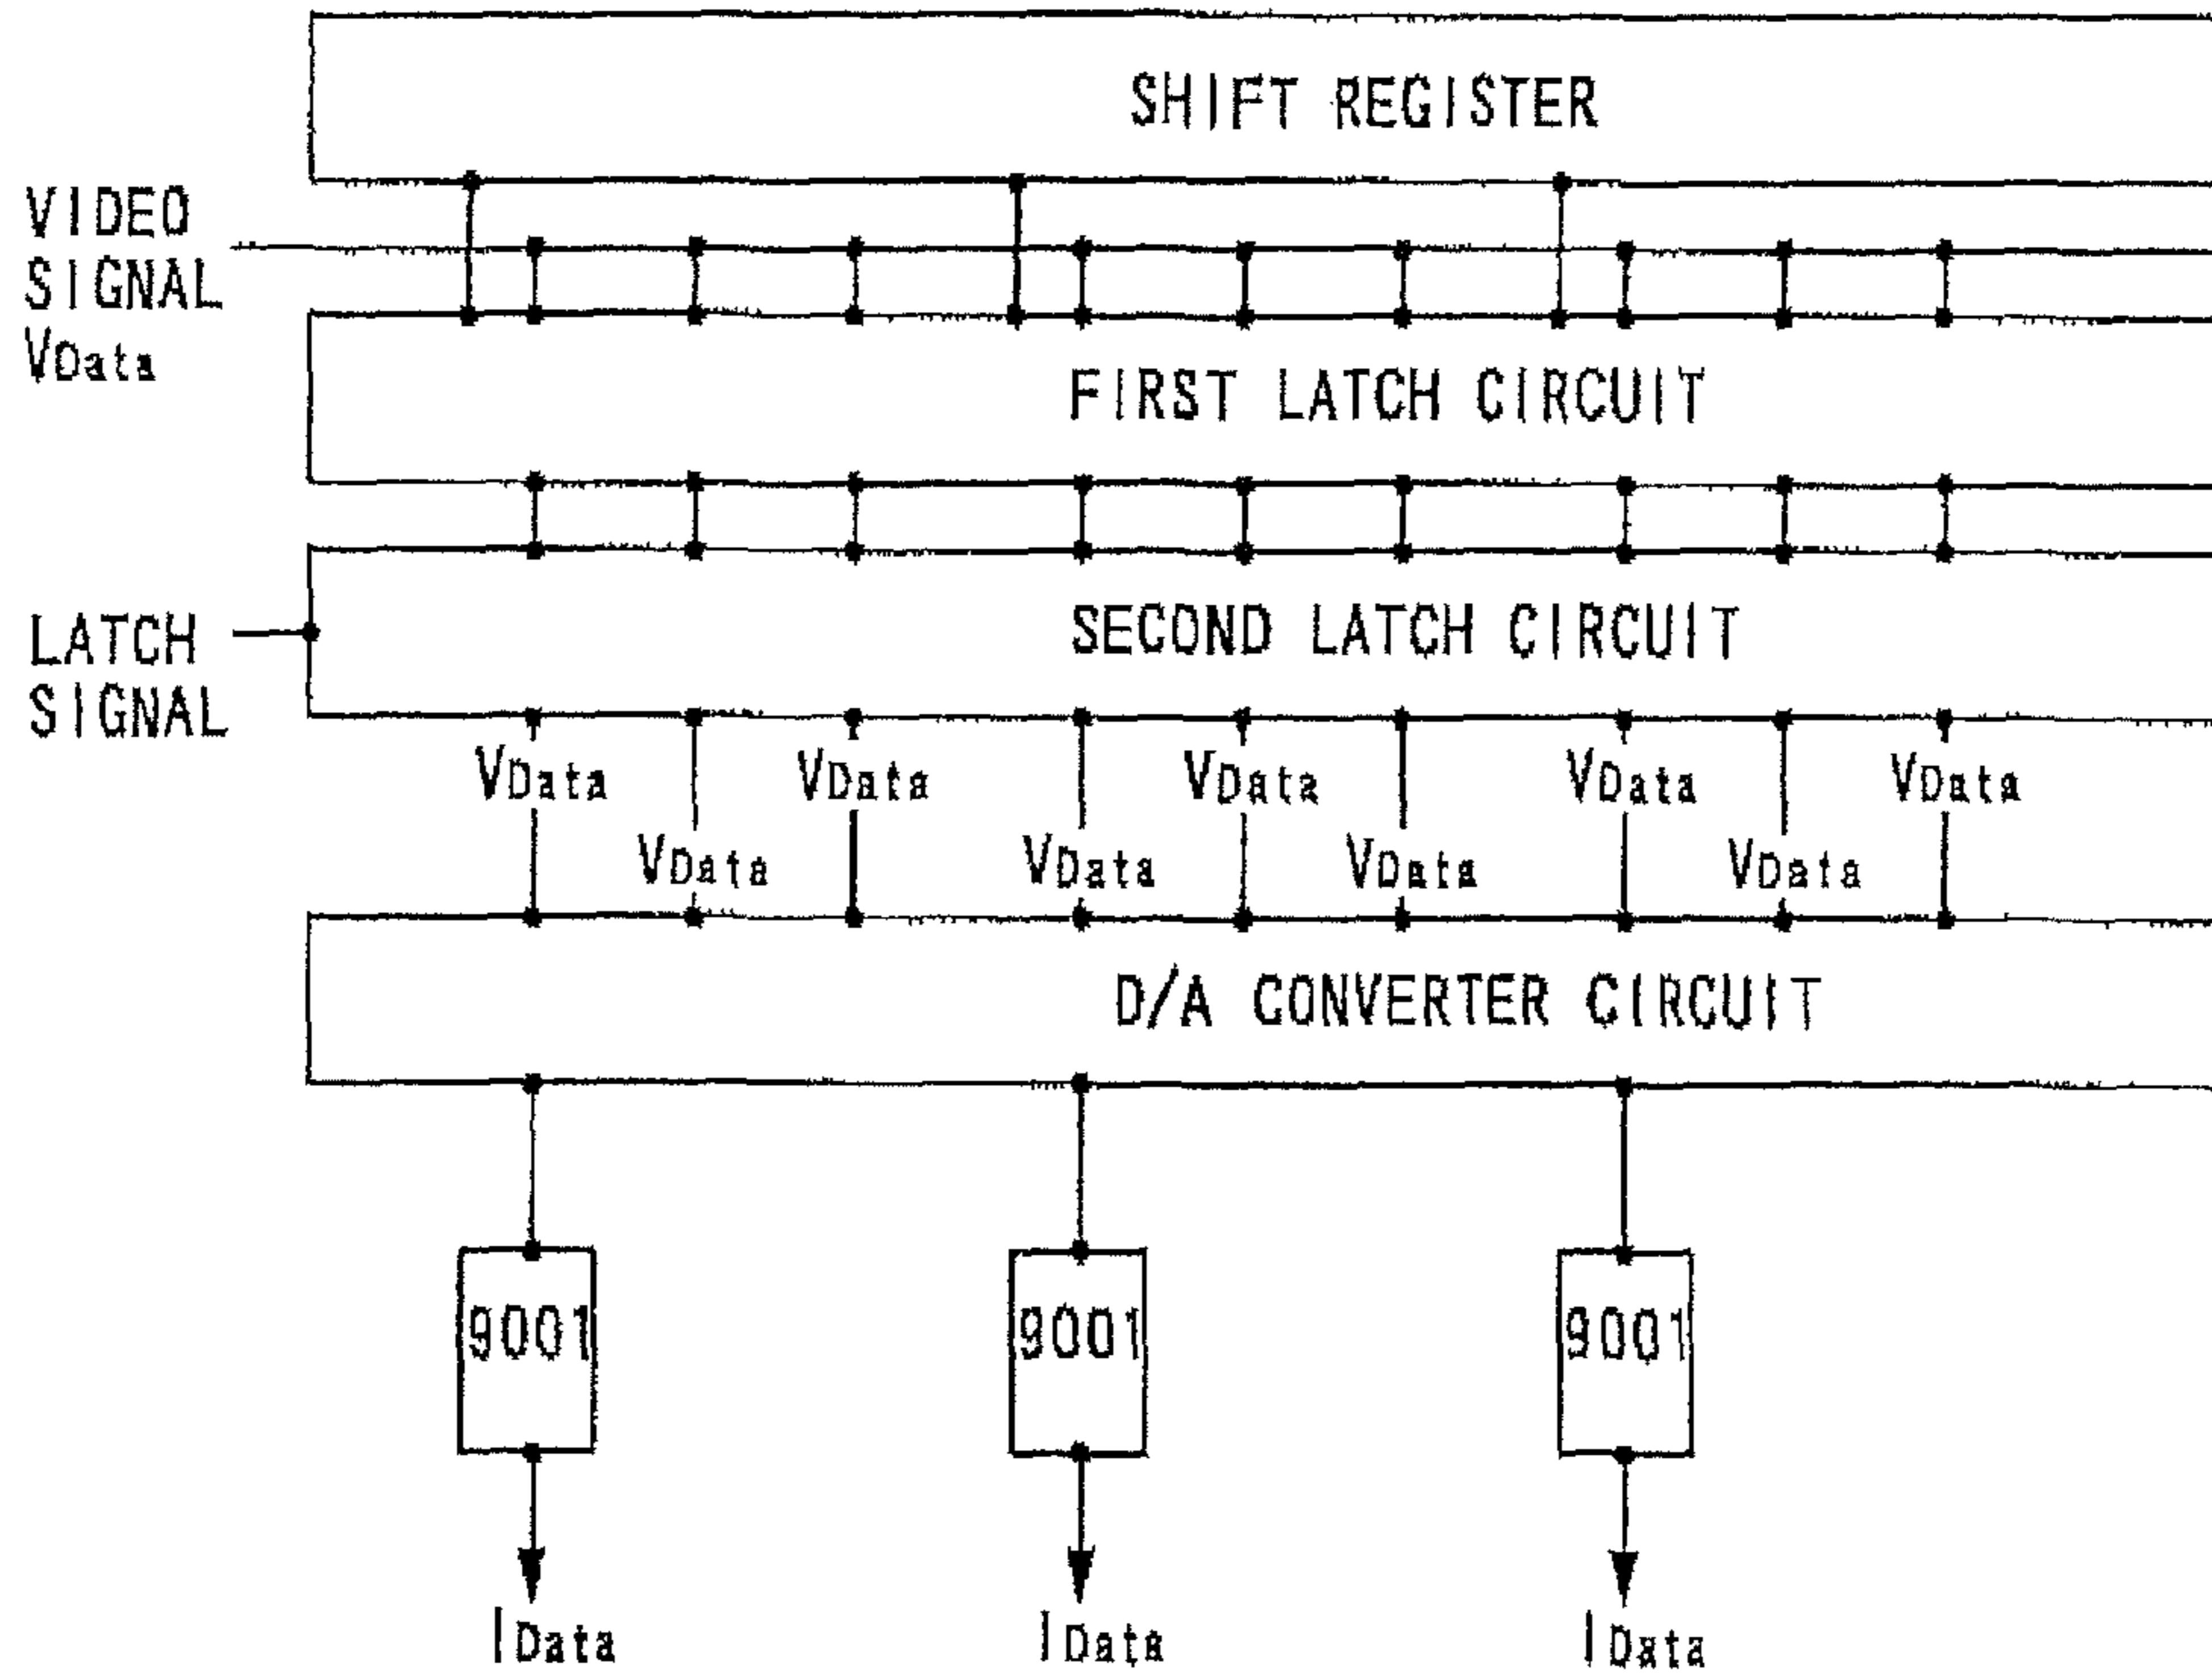 SHIFT REGISTER
VIDEO
SIGNAL
VData
FIRST LATCH CIRCUIT
LATCH
SIGNAL
SECOND LATCH CIRCUIT
VData VData VData VData VData
VData VData VData VData
D/A CONVERTER CIRCUIT
9001 9001 9001
IData IData IData